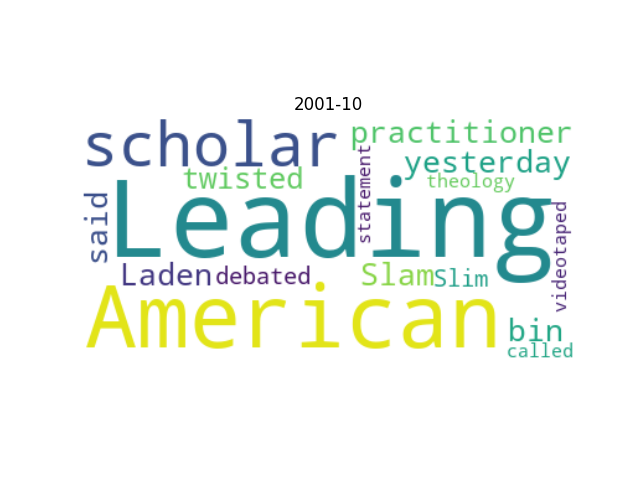 2001-10
scholar
practitioner
yesterday
twisted
theology
statement
said
Leading
videotaped
Laden
debated
Slam
Slim
American
bin
called